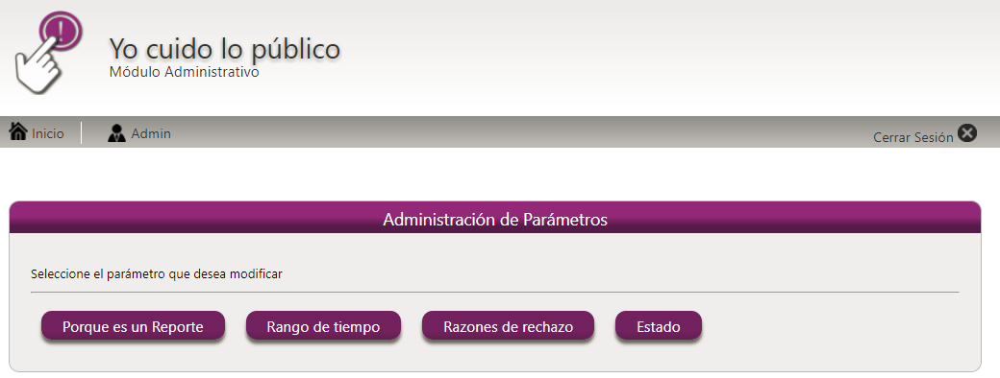 Yo cuido lo público
Módulo Administrativo
Inicio
Admin
Cerrar Sesión
Administración de Parámetros
Seleccione el parámetro que desea modificar
Porque es un Reporte
Rango de tiempo
Razones de rechazo
Estado